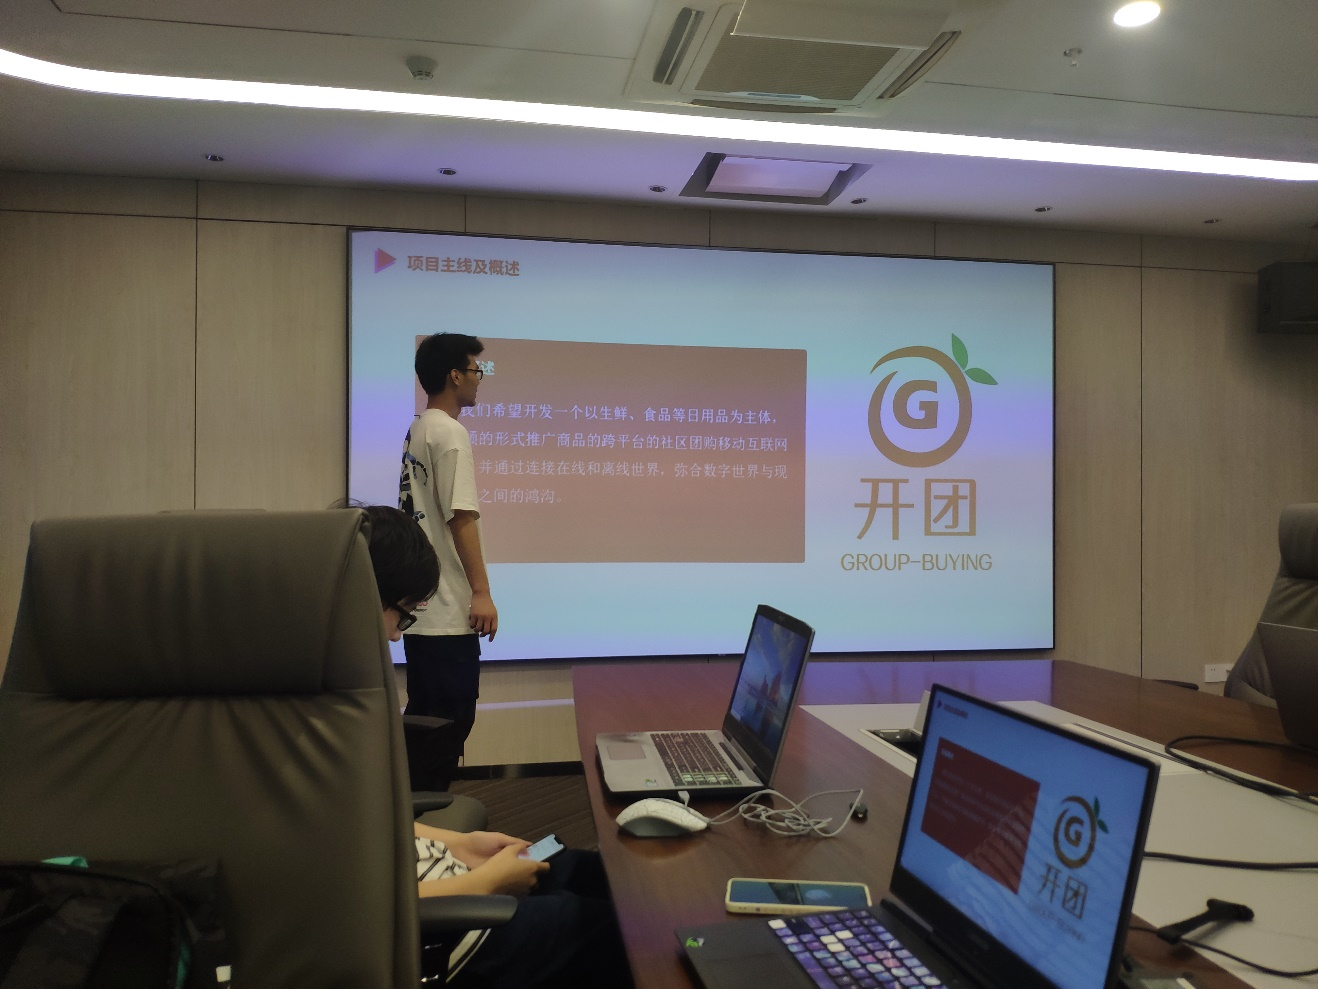 项目主线及概述
述
我们希望开发一个以生鲜、食品等日用品为主体，
的形式推广商品的跨平台的社区团购移动互联网
并通过连接在线和离线世界，弥合数字世界与现
之间的鸿沟。
G
开团
GROUP-BUYING
G
开团